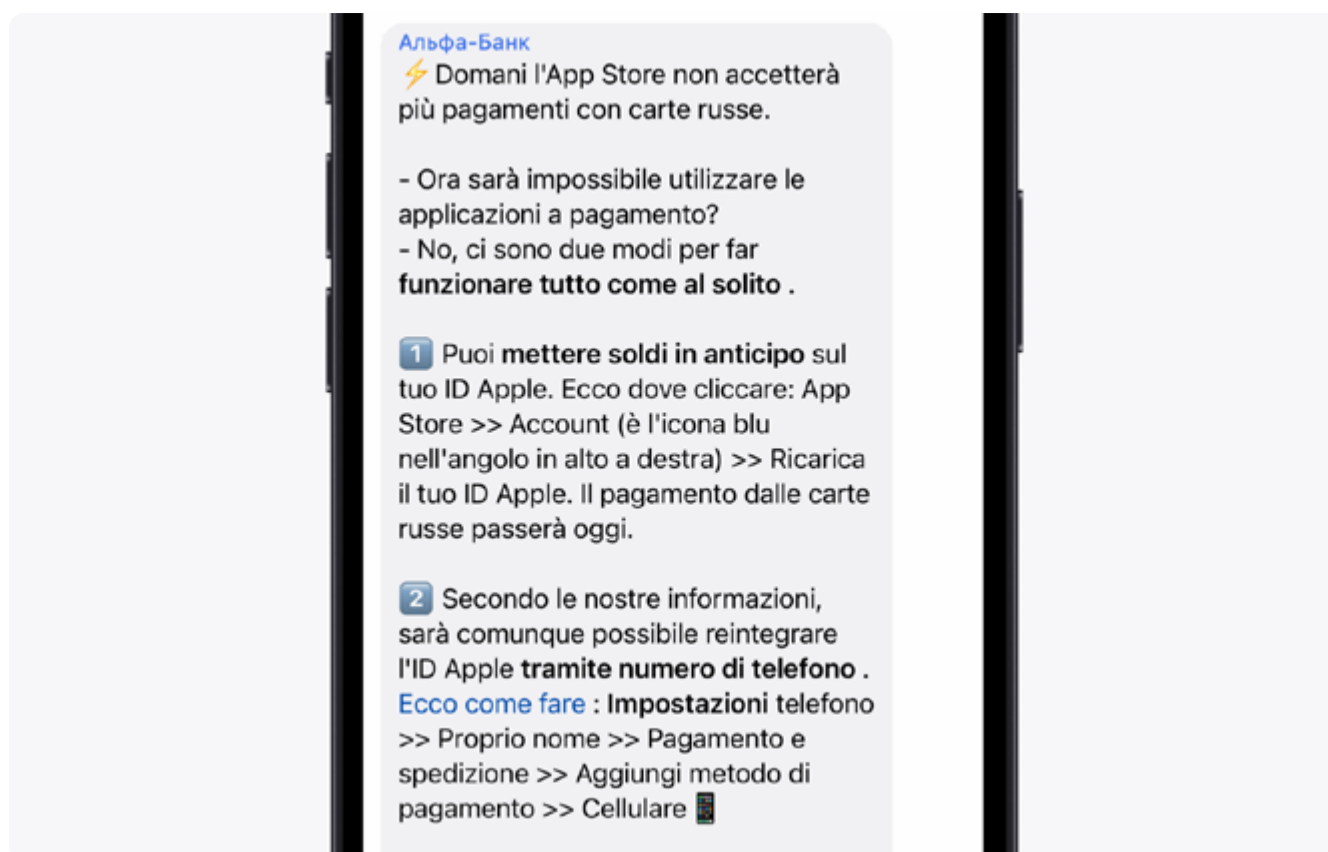 Альфа-Банк
⚡ Domani l'App Store non accetterà
più pagamenti con carte russe.
- Ora sarà impossibile utilizzare le
applicazioni a pagamento?
- No, ci sono due modi per far
funzionare tutto come al solito .
1️⃣ Puoi mettere soldi in anticipo sul
tuo ID Apple. Ecco dove cliccare: App
Store >> Account (è l'icona blu
nell'angolo in alto a destra) >> Ricarica
il tuo ID Apple. Il pagamento dalle carte
russe passerà oggi.
2️⃣ Secondo le nostre informazioni,
sarà comunque possibile reintegrare
l'ID Apple tramite numero di telefono .
Ecco come fare : Impostazioni telefono
>> Proprio nome >> Pagamento e
spedizione >> Aggiungi metodo di
pagamento >> Cellulare 📱